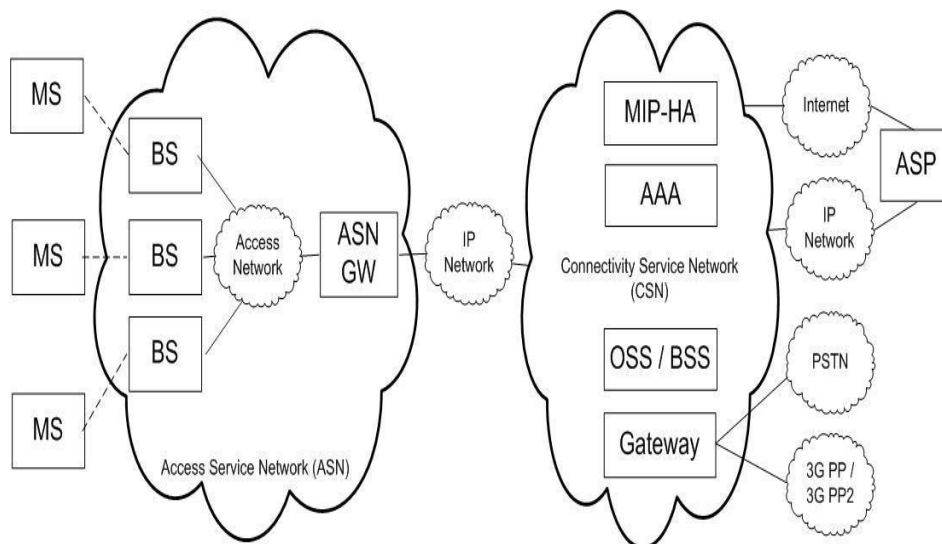 MS
BS
MS
BS
BS
MS
Access
Network
ASN
GW
Access Service Network (ASN)
IP
Network
MIP-HA
AAA
Connectivity Service Network
(CSN)
OSS / BSS
Gateway
Internet
IP
Network
ASP
PSTN
3G PP /
3G PP2